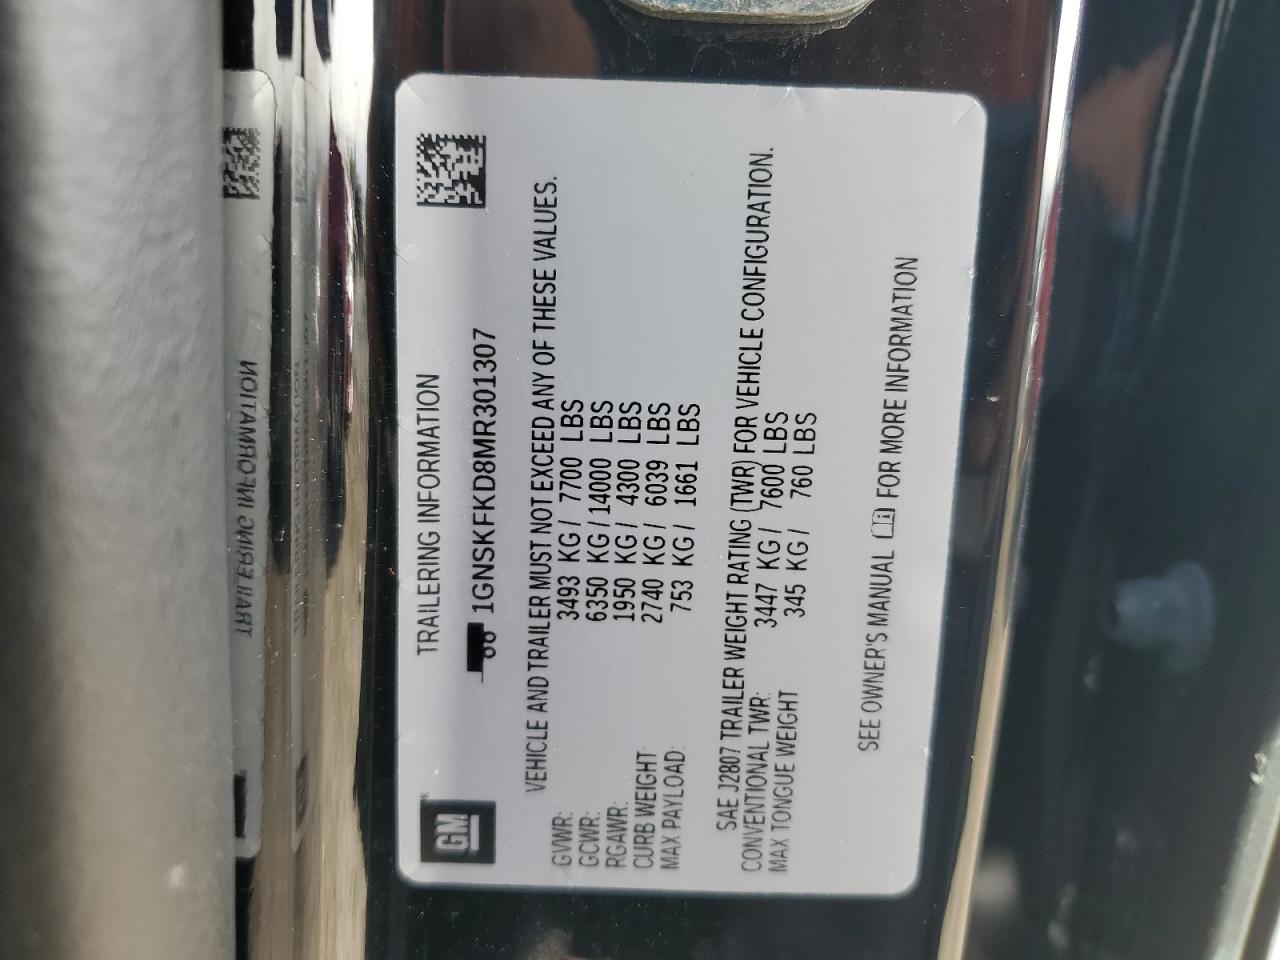 TRAILERING INFORMATION
1GNSKFKD8MR301307
GM
VEHICLE AND TRAILER MUST NOT EXCEED ANY OF THESE VALUES.
GVWR: 3493 KG / 7700 LBS
GCWR: 6350 KG / 14000 LBS
RGAWR: 1950 KG / 4300 LBS
CURB WEIGHT: 2740 KG / 6039 LBS
MAX PAYLOAD: 753 KG / 1661 LBS
SAE J2807 TRAILER WEIGHT RATING (TWR) FOR VEHICLE CONFIGURATION.
CONVENTIONAL TWR: 3447 KG / 7600 LBS
MAX TONGUE WEIGHT 345 KG / 760 LBS
SEE OWNER'S MANUAL FOR MORE INFORMATION
TRAILERING INFORMATION